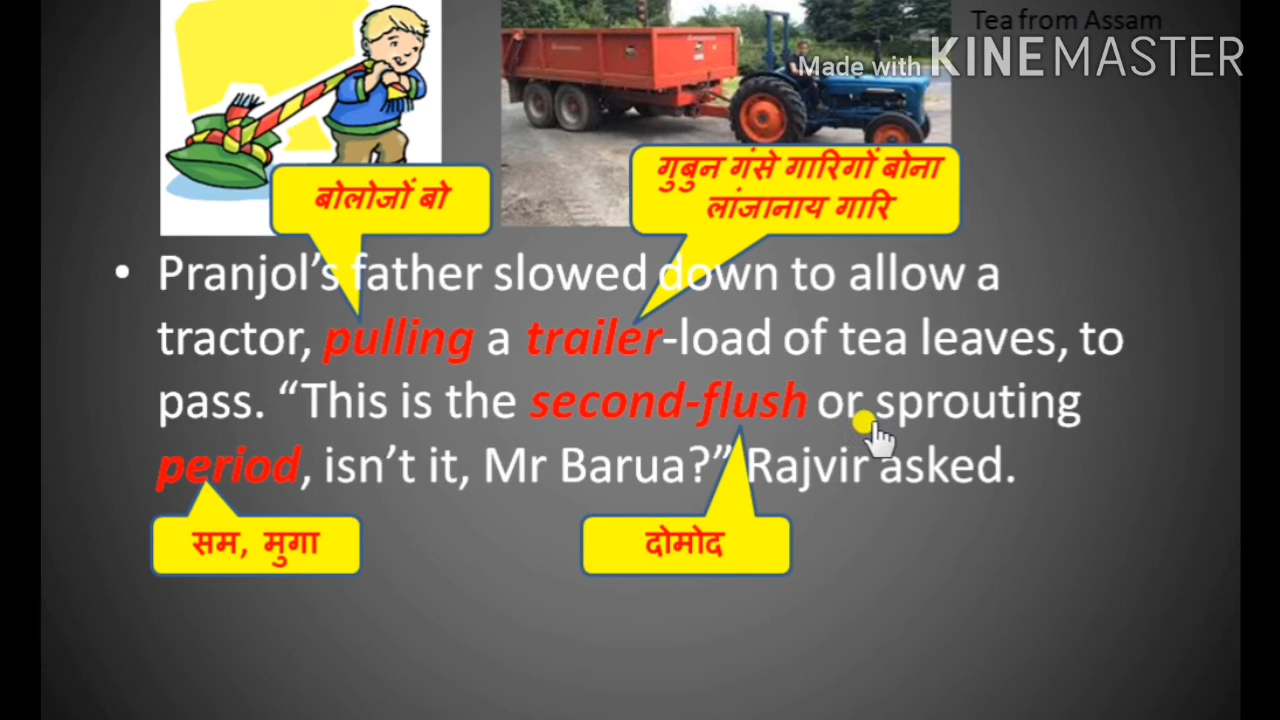 Tea from Assam
Made with KINEMASTER
बोलोजों बो
गुबुन गंसे गारिगों बोना
लांजानाय गारि
• Pranjol’s father slowed down to allow a
tractor, pulling a trailer-load of tea leaves, to
pass. “This is the second-flush or sprouting
period, isn’t it, Mr Barua?” Rajvir asked.
सम, मुगा
दोमोद